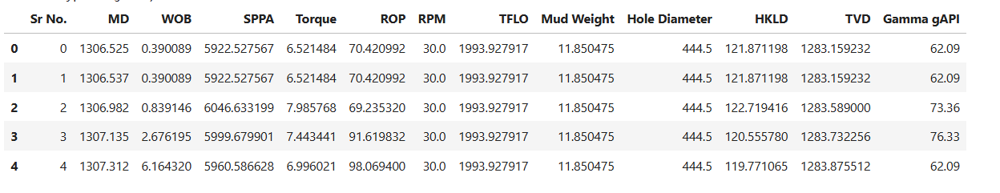 Sr No. MD WOB SPPA Torque ROP RPM TFLO Mud Weight Hole Diameter HKLD TVD Gamma gAPI
0 0 1306.525 0.390089 5922.527567 6.521484 70.420992 30.0 1993.927917 11.850475 444.5 121.871198 1283.159232 62.09
1 1 1306.537 0.390089 5922.527567 6.521484 70.420992 30.0 1993.927917 11.850475 444.5 121.871198 1283.159232 62.09
2 2 1306.982 0.839146 6046.633199 7.985768 69.235320 30.0 1993.927917 11.850475 444.5 122.719416 1283.589000 73.36
3 3 1307.135 2.676195 5999.679901 7.443441 91.619832 30.0 1993.927917 11.850475 444.5 120.555780 1283.732256 76.33
4 4 1307.312 6.164320 5960.586628 6.996021 98.069400 30.0 1993.927917 11.850475 444.5 119.771065 1283.875512 62.09